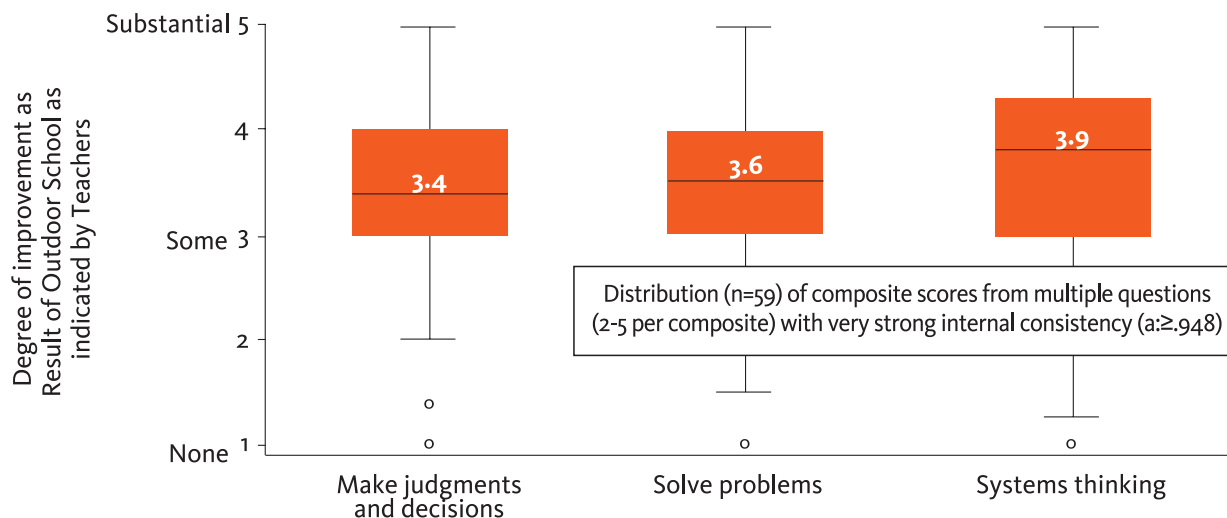 Degree of improvement as
Result of Outdoor School as
indicated by Teachers
Substantial 5
4
Some 3
2
None 1
3.4
3.6
3.9
Distribution (n=59) of composite scores from multiple questions
(2-5 per composite) with very strong internal consistency (a:≥.948)
Make judgments
and decisions
Solve problems
Systems thinking